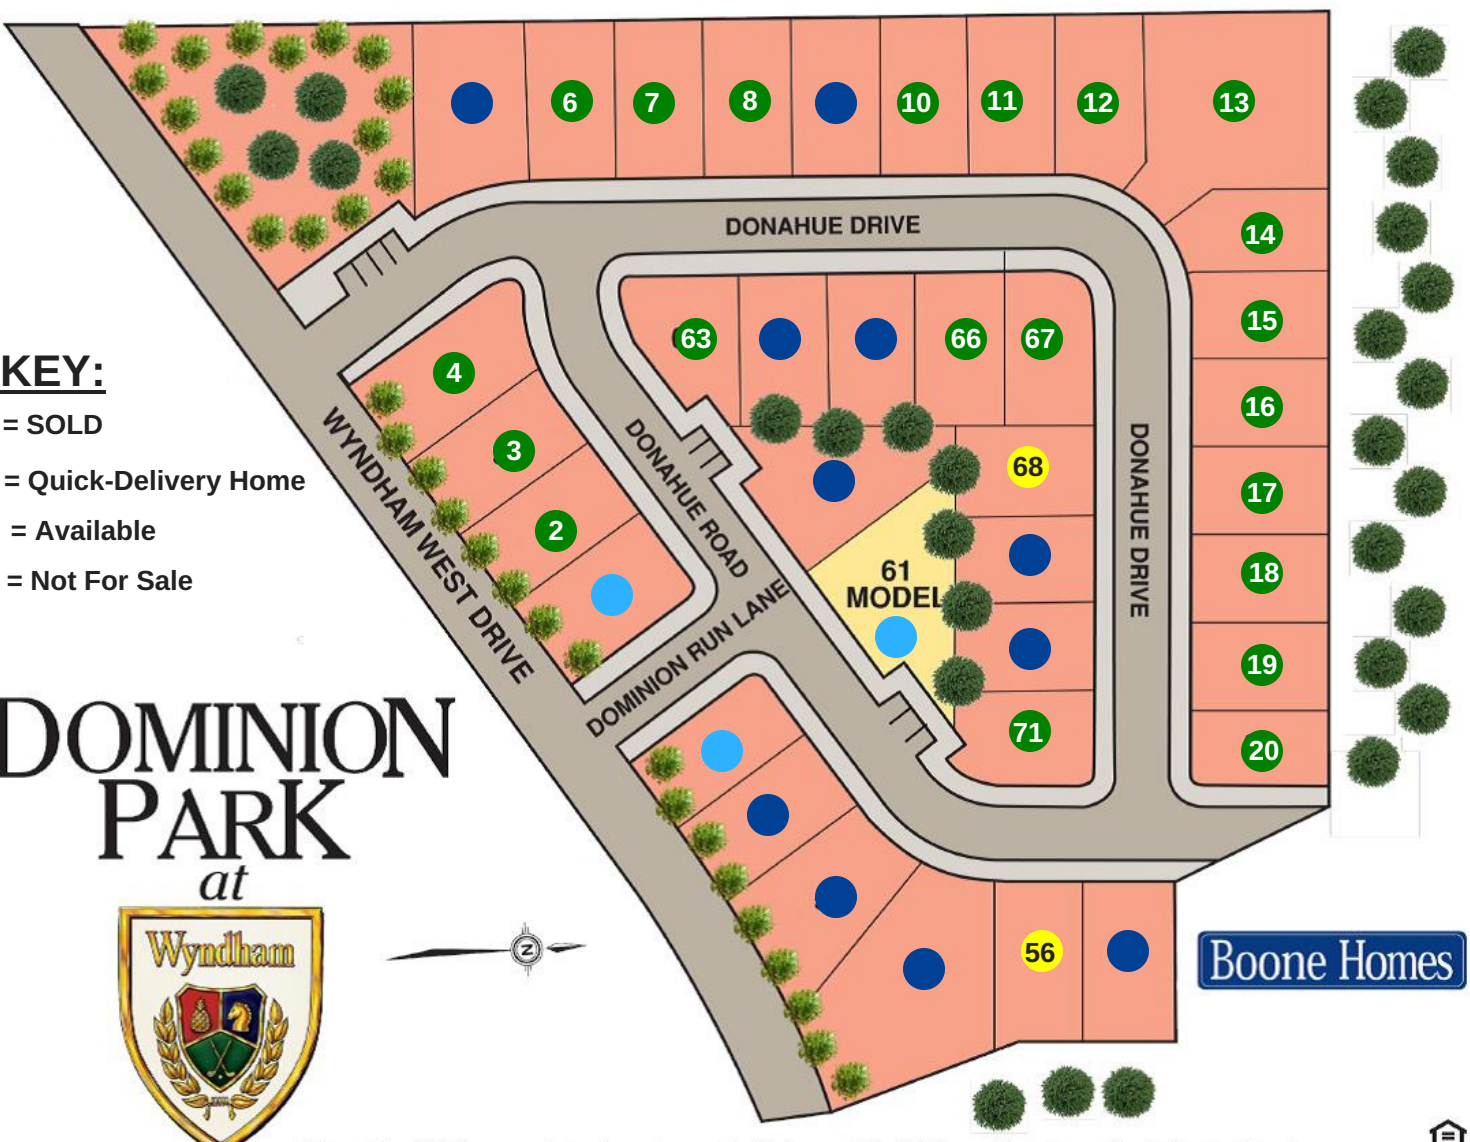 6
7
8
10
11
12
13
DONAHUE DRIVE
14
15
16
17
18
19
20
63
66
67
68
71
4
3
2
KEY:
= SOLD
= Quick-Delivery Home
= Available
= Not For Sale
WYNDHAM WEST DRIVE
DONAHUE ROAD
DONAHUE DRIVE
61
MODEL
DOMINION RUN LANE
DOMINION
PARK
at
Wyndham
N
56
Boone Homes